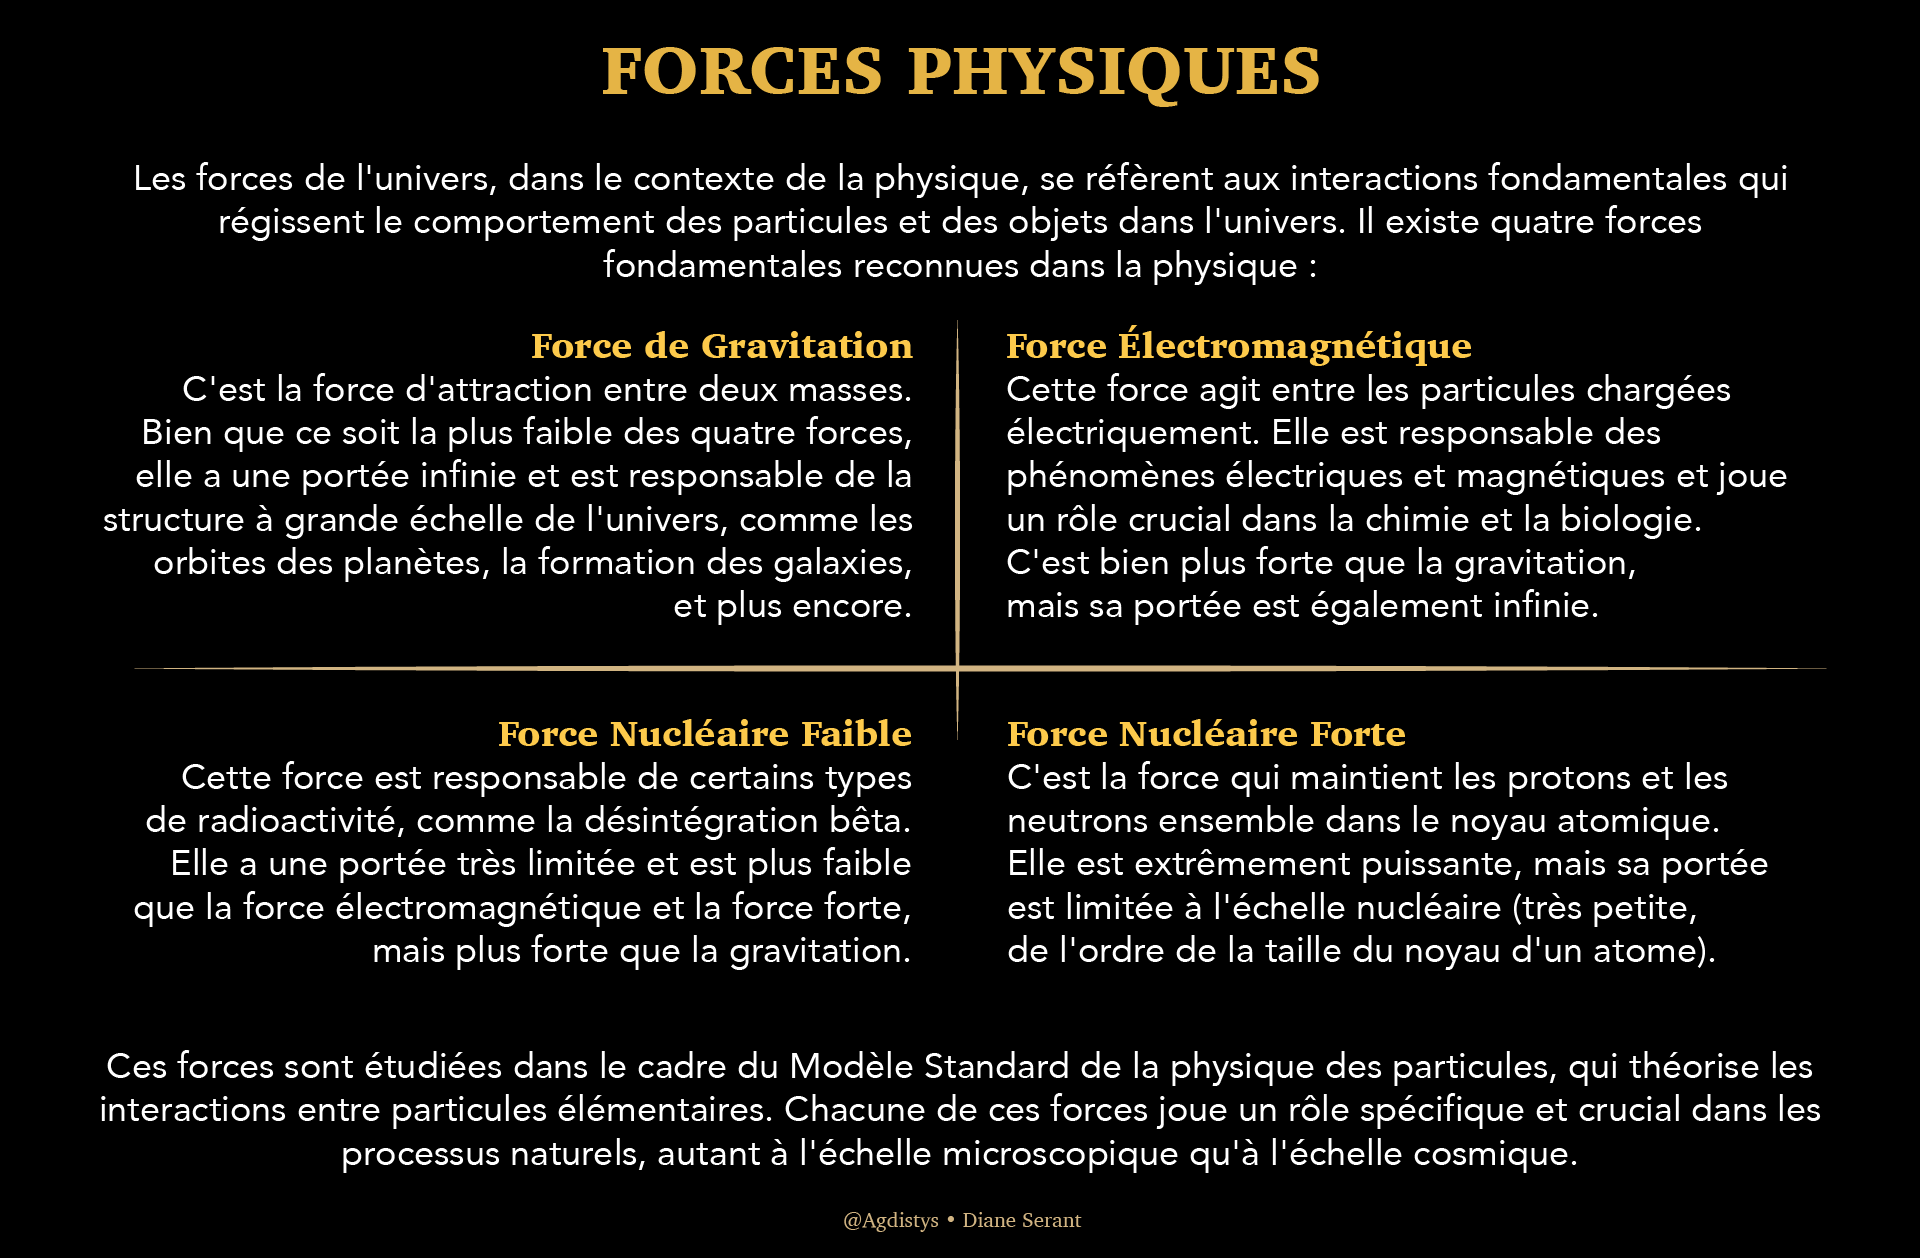 FORCES PHYSIQUES
Les forces de l'univers, dans le contexte de la physique, se réfèrent aux interactions fondamentales qui
régissent le comportement des particules et des objets dans l'univers. Il existe quatre forces
fondamentales reconnues dans la physique :
Force de Gravitation
C'est la force d'attraction entre deux masses.
Bien que ce soit la plus faible des quatre forces,
elle a une portée infinie et est responsable de la
structure à grande échelle de l'univers, comme les
orbites des planètes, la formation des galaxies,
et plus encore.
Force Électromagnétique
Cette force agit entre les particules chargées
électriquement. Elle est responsable des
phénomènes électriques et magnétiques et joue
un rôle crucial dans la chimie et la biologie.
C'est bien plus forte que la gravitation,
mais sa portée est également infinie.
Force Nucléaire Faible
Cette force est responsable de certains types
de radioactivité, comme la désintégration bêta.
Elle a une portée très limitée et est plus faible
que la force électromagnétique et la force forte,
mais plus forte que la gravitation.
Force Nucléaire Forte
C'est la force qui maintient les protons et les
neutrons ensemble dans le noyau atomique.
Elle est extrêmement puissante, mais sa portée
est limitée à l'échelle nucléaire (très petite,
de l'ordre de la taille du noyau d'un atome).
Ces forces sont étudiées dans le cadre du Modèle Standard de la physique des particules, qui théorise les
interactions entre particules élémentaires. Chacune de ces forces joue un rôle spécifique et crucial dans les
processus naturels, autant à l'échelle microscopique qu'à l'échelle cosmique.
@Agdistys • Diane Serant